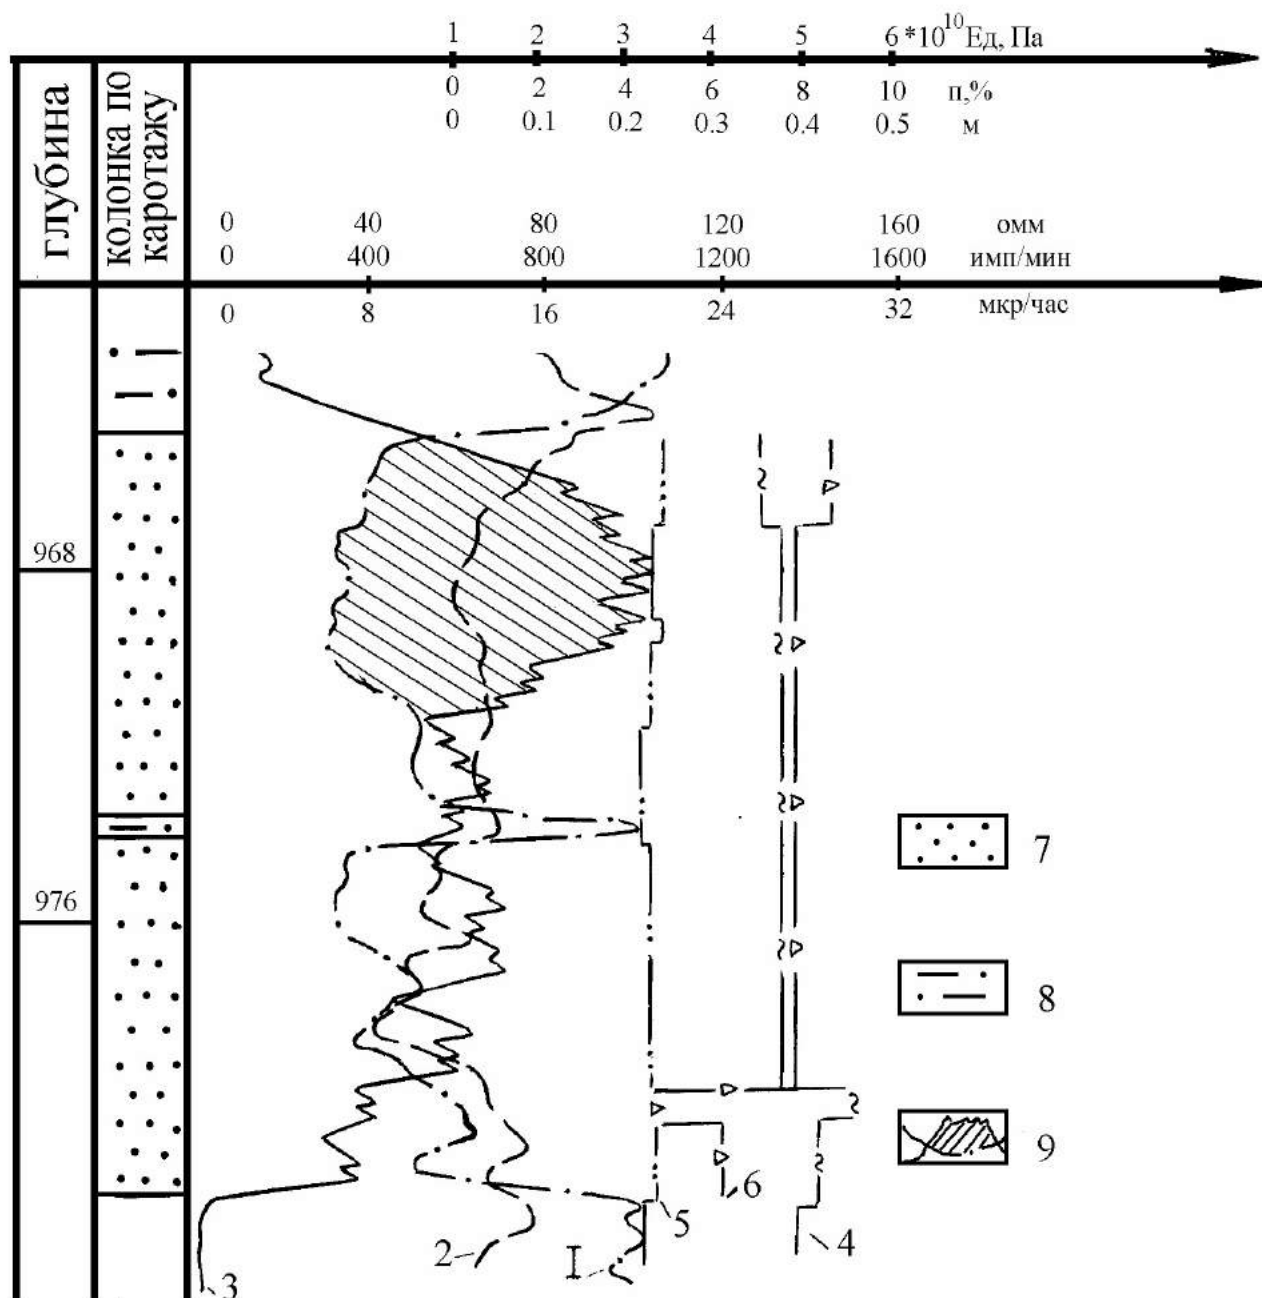 1 2 3 4 5 6 *10^10 Ед, Па
0 2 4 6 8 10 п,%
0 0.1 0.2 0.3 0.4 0.5 м
глубина
колонка по
каротажу
0 40 80 120 160 омм
0 400 800 1200 1600 имп/мин
0 8 16 24 32 мкр/час
968
7
976
8
9
6
5
4
2
I
3